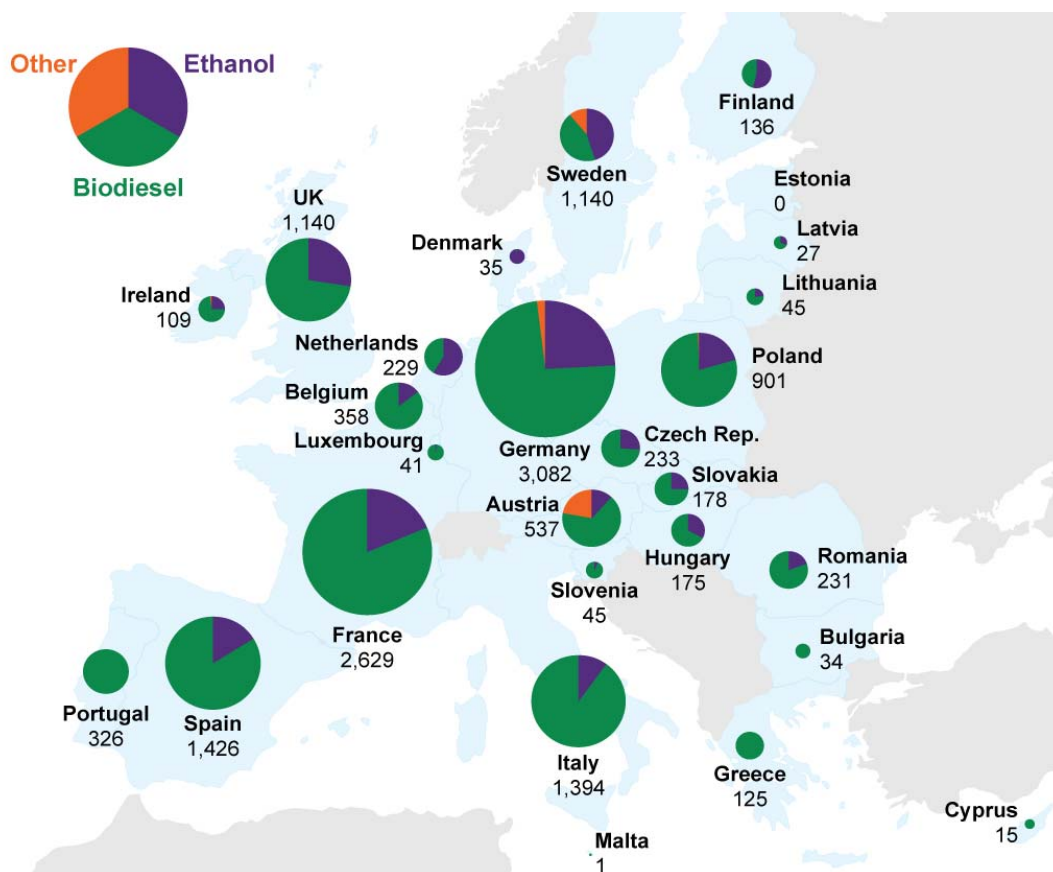 Other
Ethanol
Biodiesel
Finland
136
Sweden
1,140
Estonia
0
UK
1,140
Latvia
27
Denmark
35
Lithuania
45
Ireland
109
Netherlands
229
Poland
901
Belgium
358
Luxembourg
41
Germany
3,082
Czech Rep.
233
Slovakia
178
Austria
537
Hungary
175
Romania
231
Slovenia
45
France
2,629
Bulgaria
34
Portugal
326
Spain
1,426
Italy
1,394
Greece
125
Cyprus
15
Malta
1